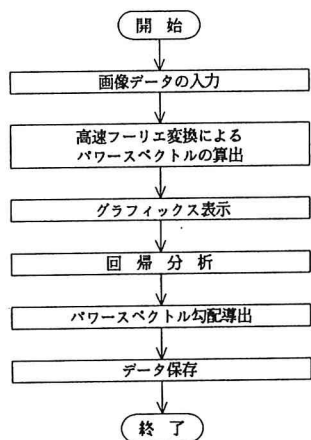 開 始
画像データの入力
高速フーリエ変換による
パワースペクトルの算出
グラフィックス表示
回 帰 分 析
パワースペクトル勾配導出
データ保存
終 了